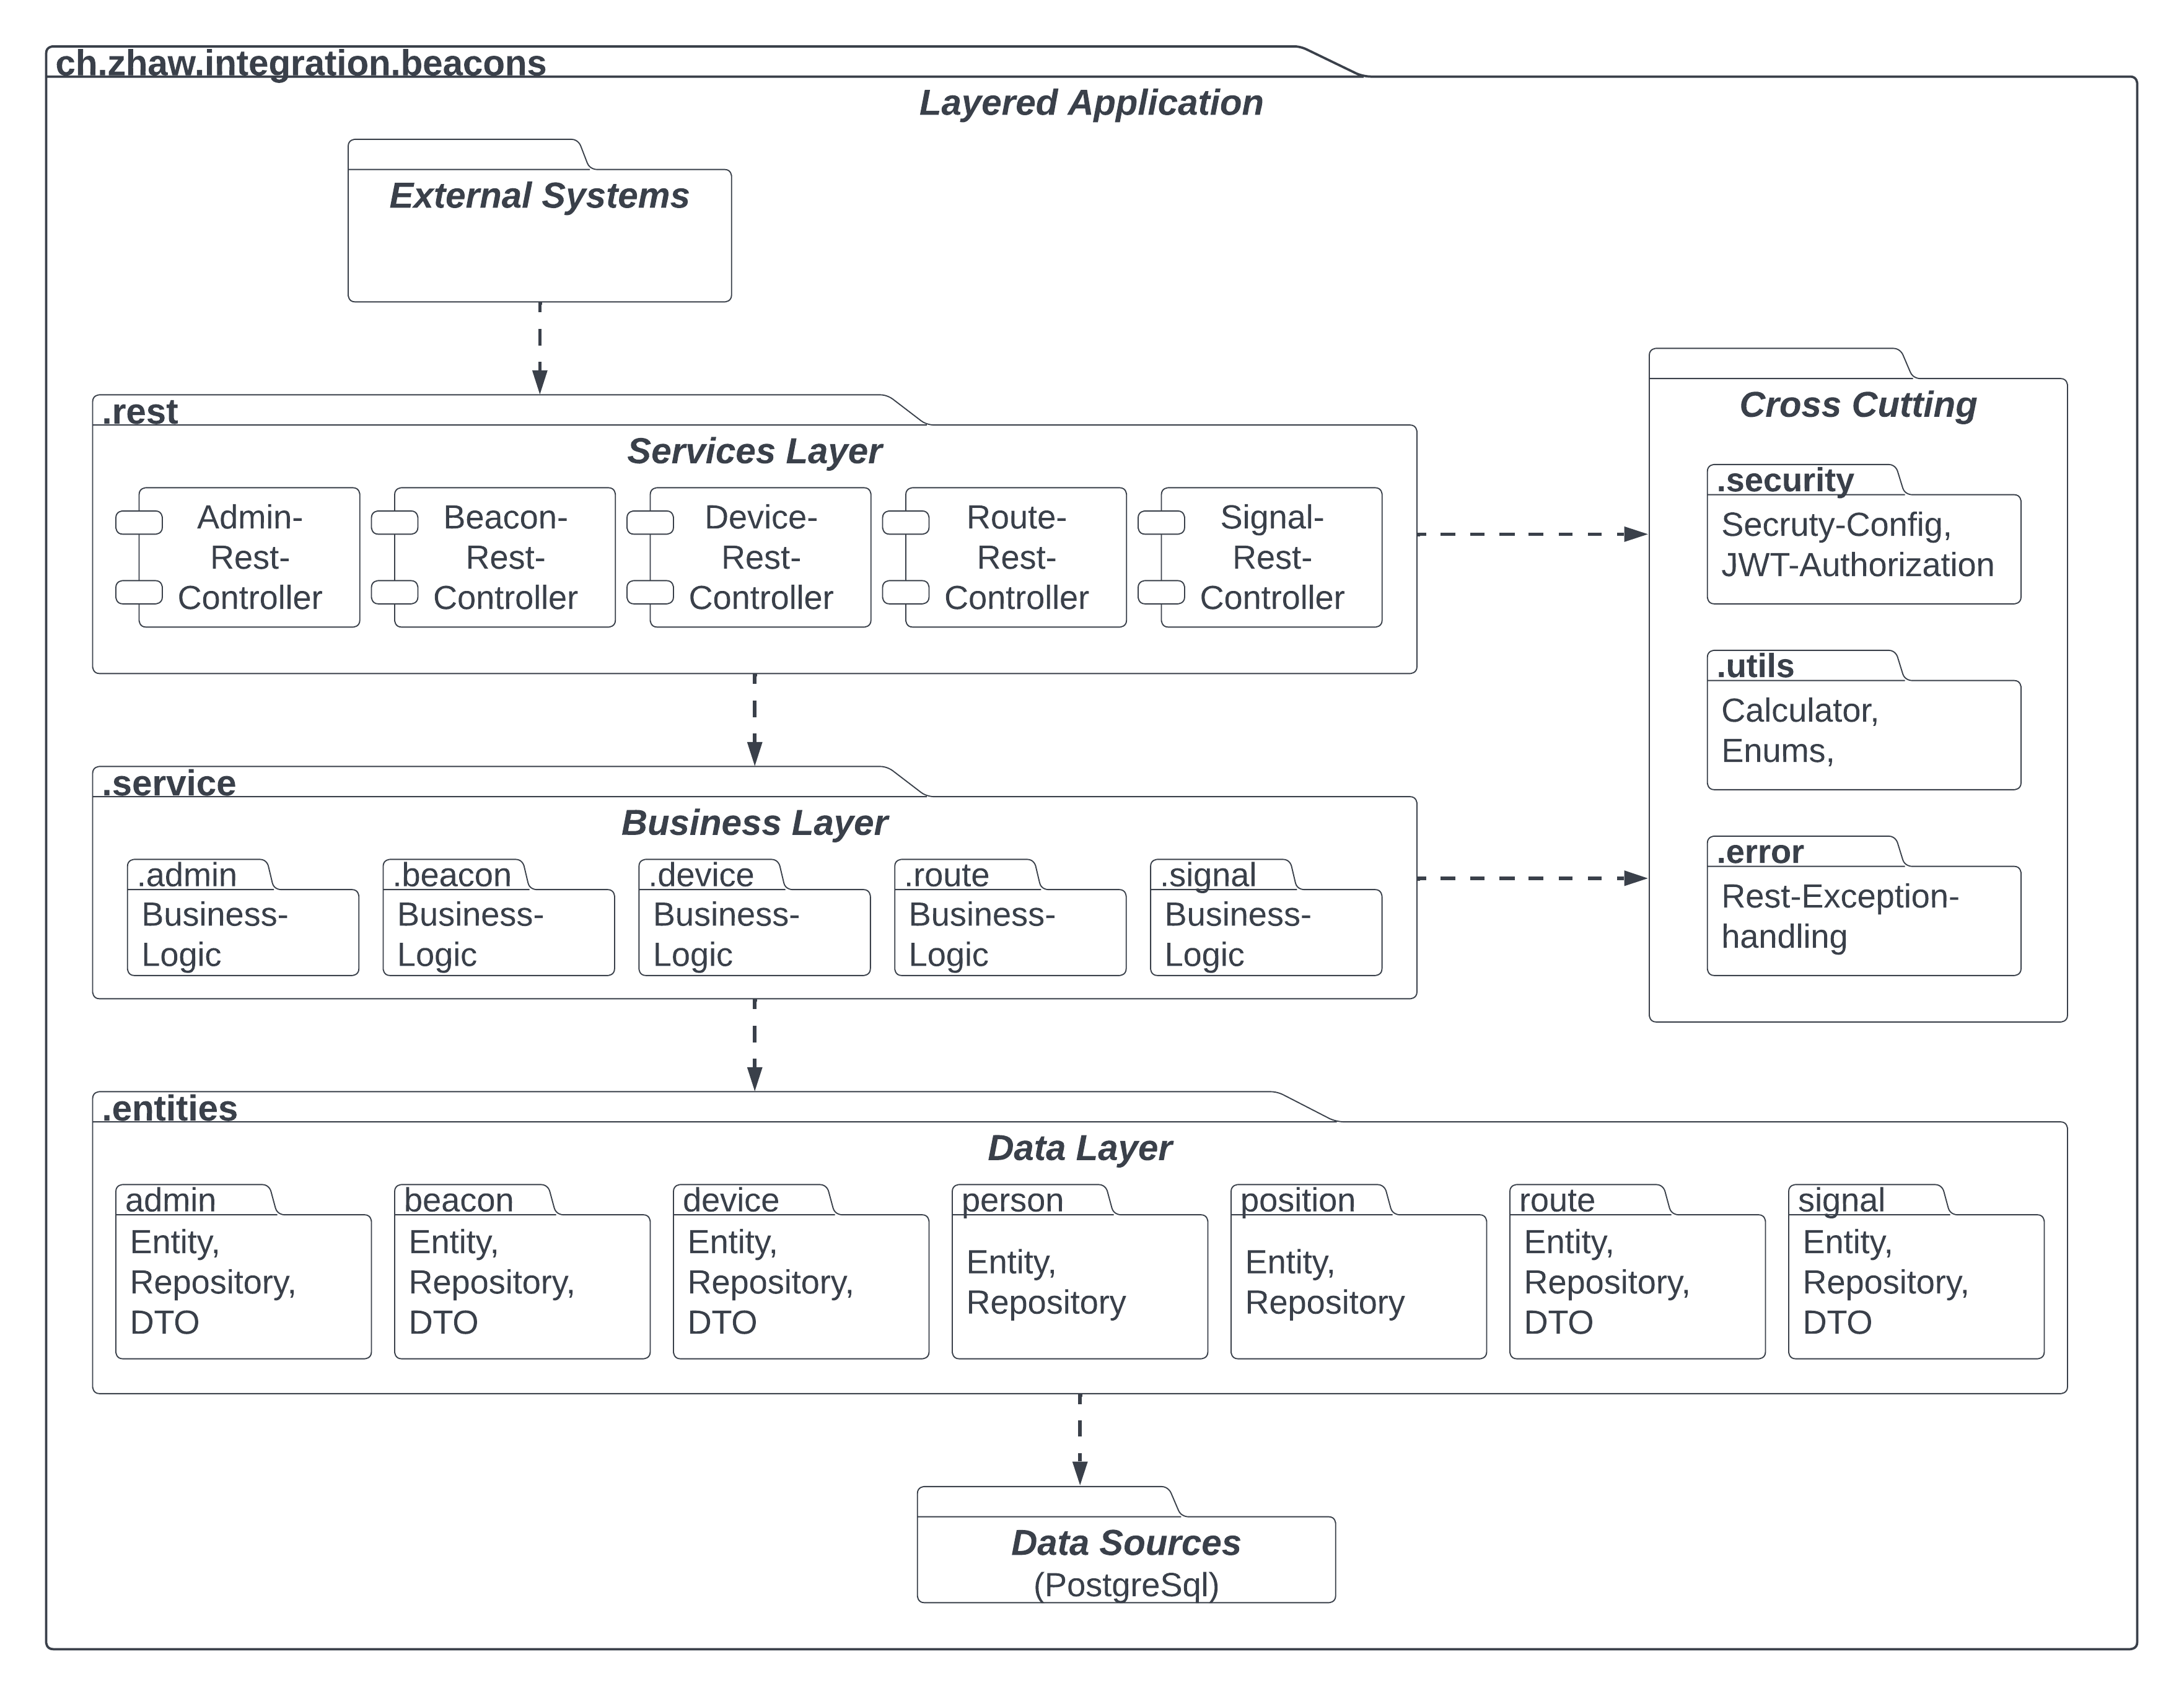 ch.zhaw.integration.beacons
Layered Application
External Systems
.rest
Services Layer
Admin-
Rest-
Controller
Beacon-
Rest-
Controller
Device-
Rest-
Controller
Route-
Rest-
Controller
Signal-
Rest-
Controller
Cross Cutting
.security
Secruty-Config,
JWT-Authorization
.utils
Calculator,
Enums,
.error
Rest-Exception-
handling
.service
Business Layer
.admin
Business-
Logic
.beacon
Business-
Logic
.device
Business-
Logic
.route
Business-
Logic
.signal
Business-
Logic
.entities
Data Layer
admin
Entity,
Repository,
DTO
beacon
Entity,
Repository,
DTO
device
Entity,
Repository,
DTO
person
Entity,
Repository
position
Entity,
Repository
route
Entity,
Repository,
DTO
signal
Entity,
Repository,
DTO
Data Sources
(PostgreSql)